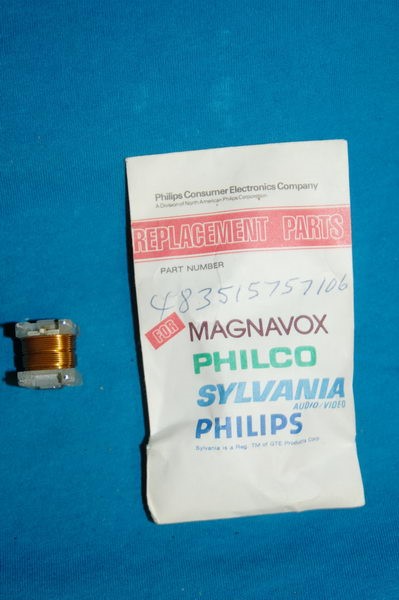 Philips Consumer Electronics Company
A Division of North American Philips Corporation
REPLACEMENT PARTS
PART NUMBER
483515757106
FOR MAGNAVOX
PHILCO
SYLVANIA
AUDIO/VIDEO
PHILIPS
Sylvania is a Reg. TM of GTE Products Corp.